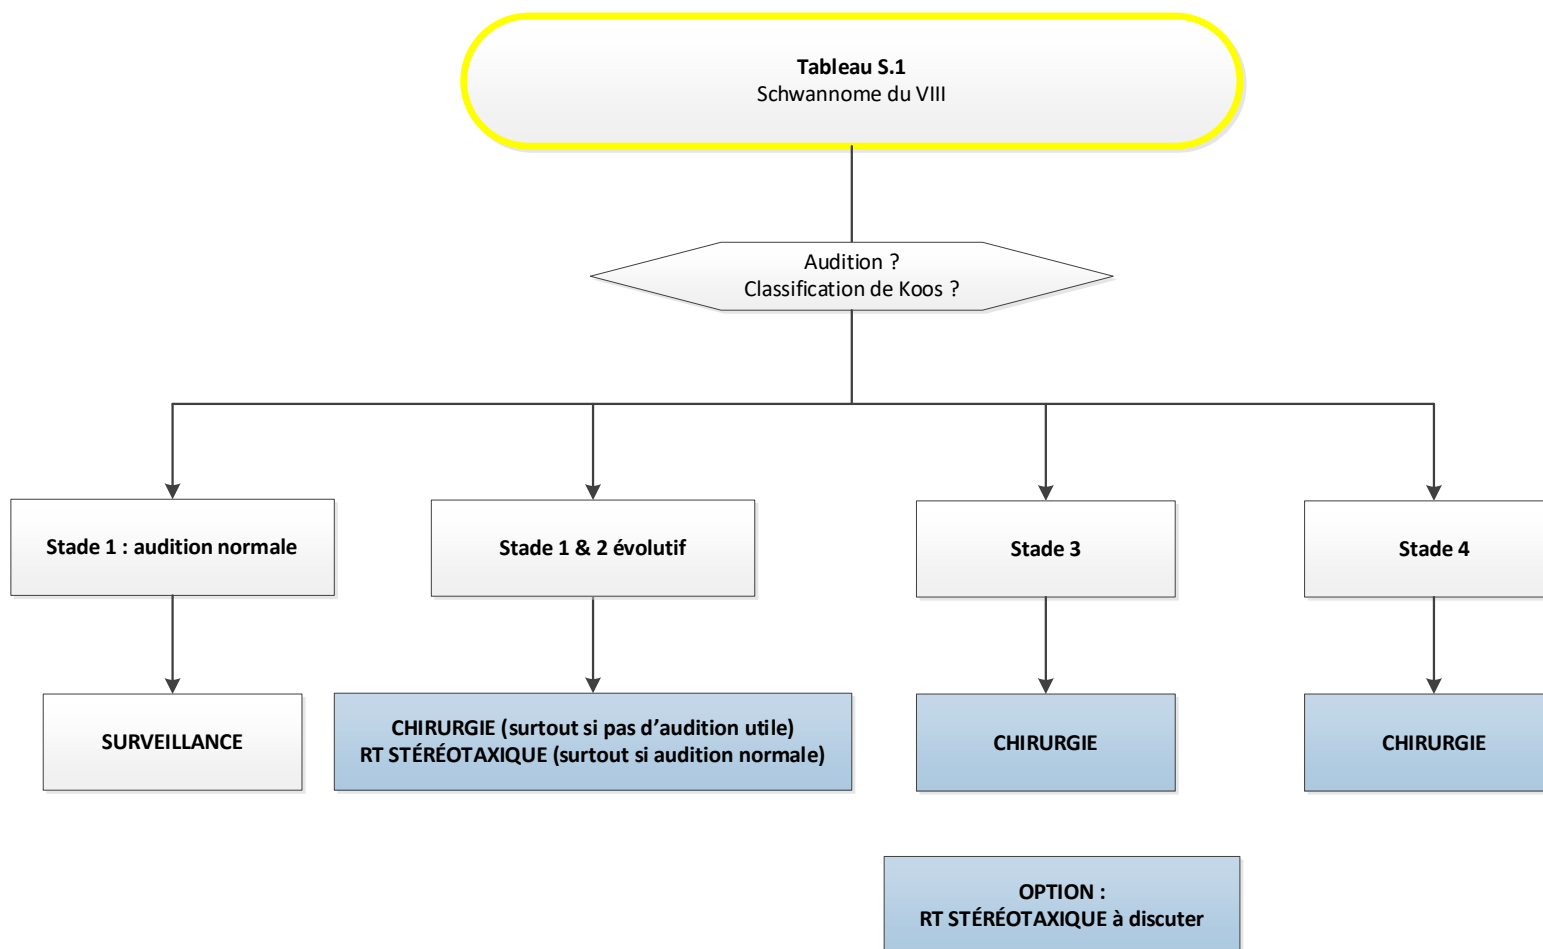 Tableau S.1
Schwannome du VIII
Audition ?
Classification de Koos ?
Stade 1 : audition normale
Stade 1 & 2 évolutif
Stade 3
Stade 4
SURVEILLANCE
CHIRURGIE (surtout si pas d’audition utile)
RT STÉRÉOTAXIQUE (surtout si audition normale)
CHIRURGIE
CHIRURGIE
OPTION :
RT STÉRÉOTAXIQUE à discuter